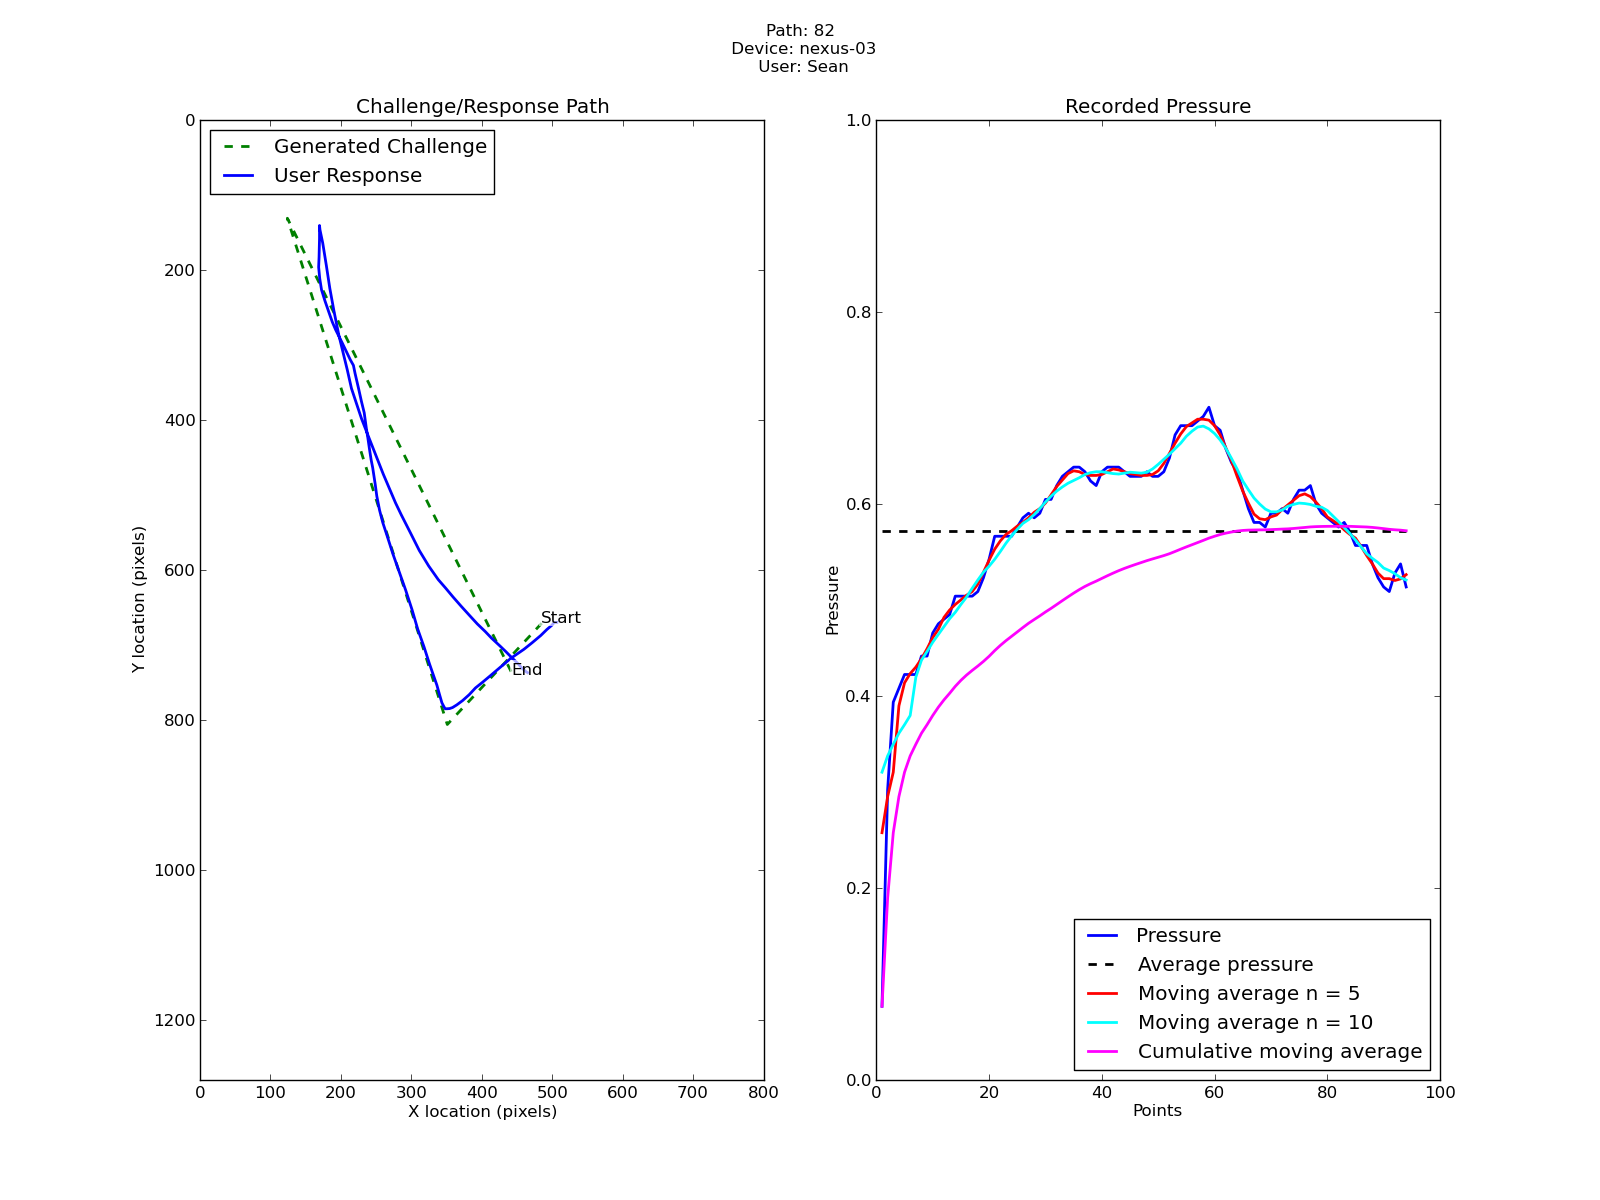 Path: 82
Device: nexus-03
User: Sean
Challenge/Response Path
Generated Challenge
User Response
0
200
400
600
800
1000
1200
Y location (pixels)
Start
End
0 100 200 300 400 500 600 700 800
X location (pixels)
Recorded Pressure
1.0
0.8
0.6
0.4
0.2
0.0
Pressure
Pressure
Average pressure
Moving average n = 5
Moving average n = 10
Cumulative moving average
0 20 40 60 80 100
Points